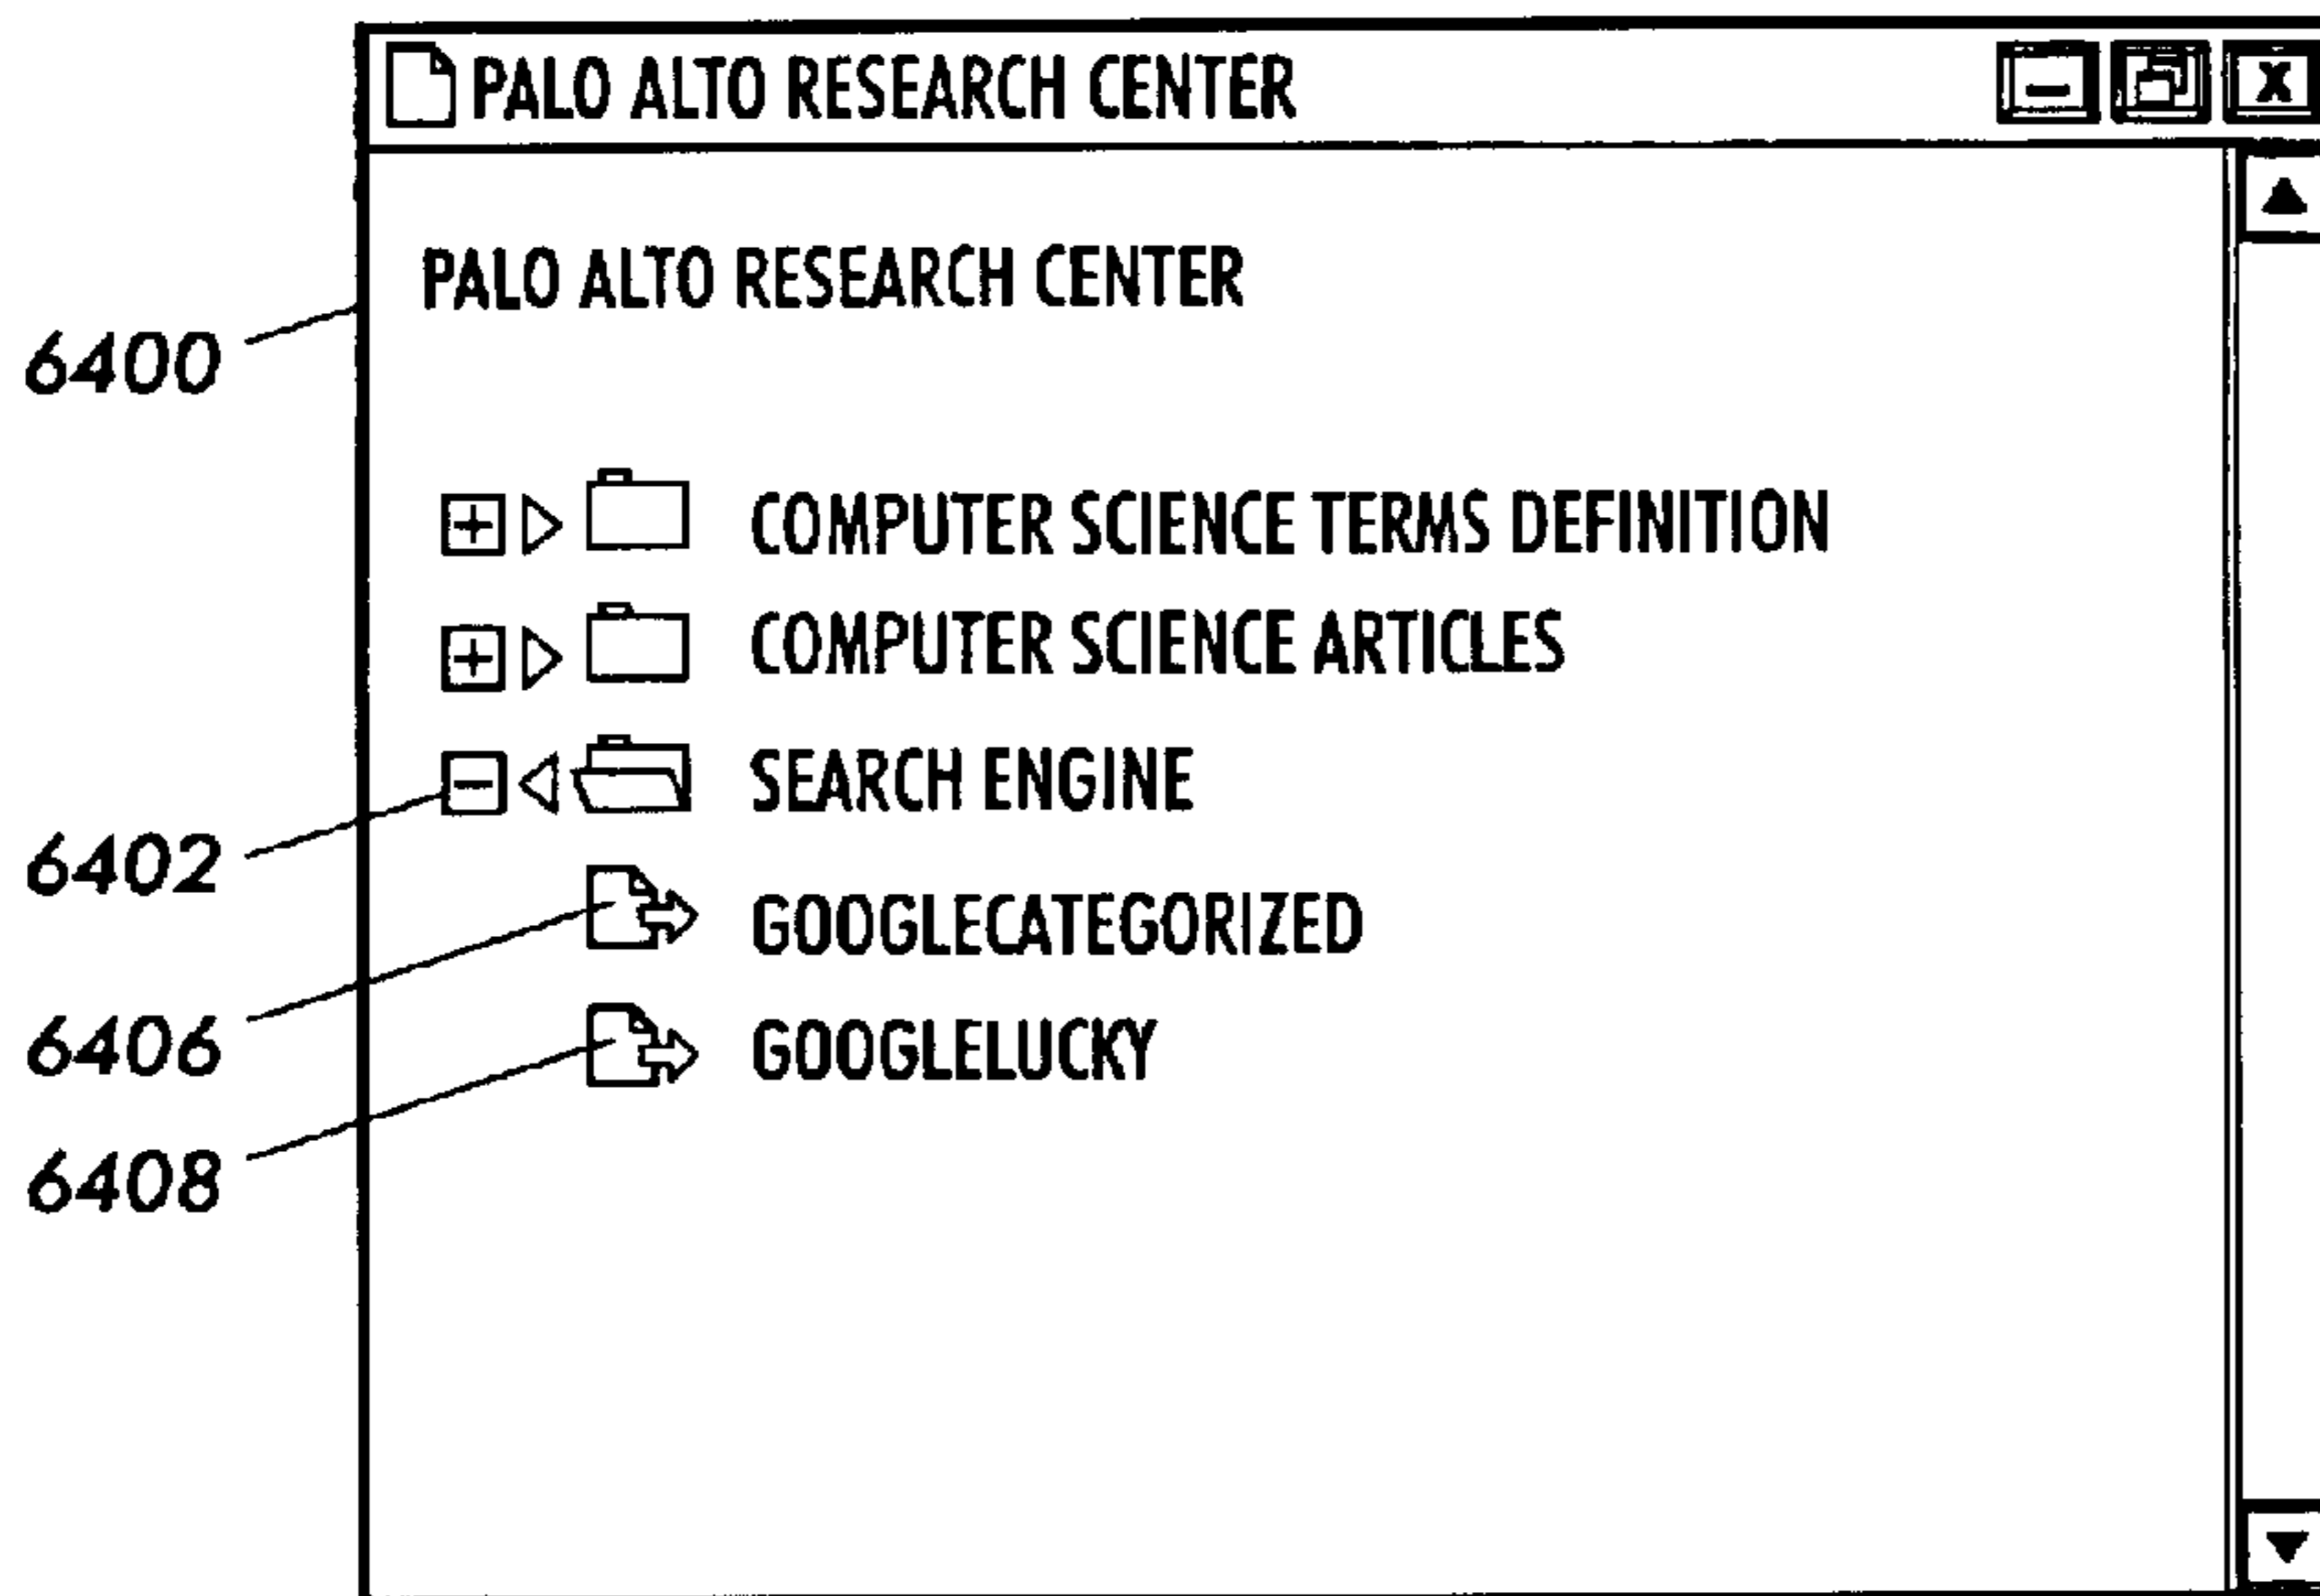 PALO ALTO RESEARCH CENTER
PALO ALTO RESEARCH CENTER
6400
COMPUTER SCIENCE TERMS DEFINITION
COMPUTER SCIENCE ARTICLES
SEARCH ENGINE
6402
GOOGLECATEGORIZED
6406
GOOGLELUCKY
6408